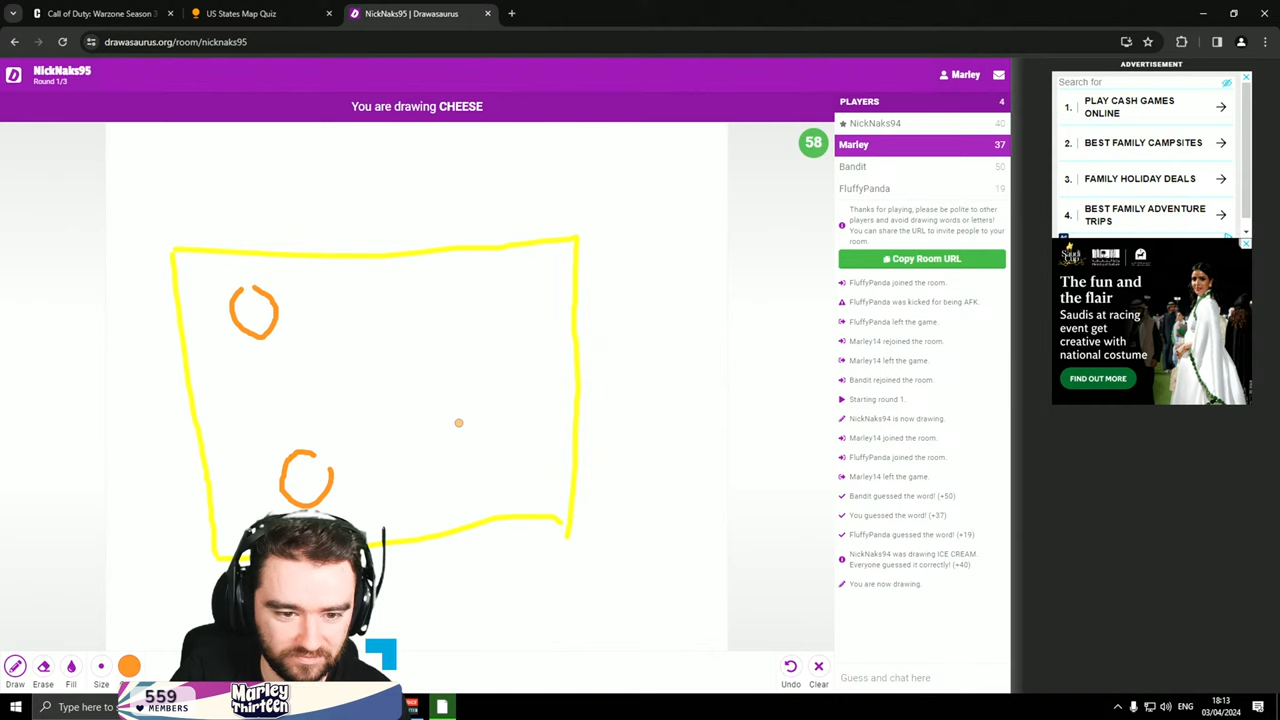 Call of Duty: Warzone Season 3
US States Map Quiz
NickNaks95 | Drawasaurus
drawasaurus.org/room/nicknaks95
NickNaks95
Round 1/3
Marley
You are drawing CHEESE
58
PLAYERS 4
NickNaks94 40
Marley 37
Bandit 50
FluffyPanda 19
Thanks for playing, please be polite to other
players and avoid drawing words or letters!
You can share the URL to invite people to your
room.
Copy Room URL
FluffyPanda joined the room.
FluffyPanda was kicked for being AFK.
FluffyPanda left the game.
Marley14 rejoined the room.
Marley14 left the game.
Bandit rejoined the room.
Starting round 1.
NickNaks94 is now drawing.
Marley14 joined the room.
FluffyPanda joined the room.
Marley14 left the game.
Bandit guessed the word! (+50)
You guessed the word! (+37)
FluffyPanda guessed the word! (+19)
NickNaks94 was drawing ICE CREAM.
Everyone guessed it correctly! (+40)
You are now drawing.
Guess and chat here
Draw Erase Fill Size Undo Clear
ADVERTISEMENT
Search for
1. PLAY CASH GAMES
ONLINE
2. BEST FAMILY CAMPSITES
3. FAMILY HOLIDAY DEALS
4. BEST FAMILY ADVENTURE
TRIPS
The fun and
the flair
Saudis at racing
event get
creative with
national costume
FIND OUT MORE
559
MEMBERS
Marley
Thirteen
Type here to
ENG
18:13
03/04/2024